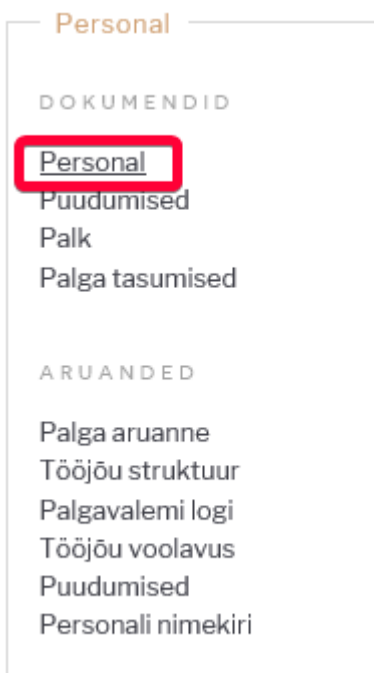 Personal
DOKUMENDID
Personal
Puudumised
Palk
Palga tasumised
ARUANDED
Palga aruanne
Tööjõu struktuur
Palgavalemi logi
Tööjõu voolavus
Puudumised
Personali nimekiri